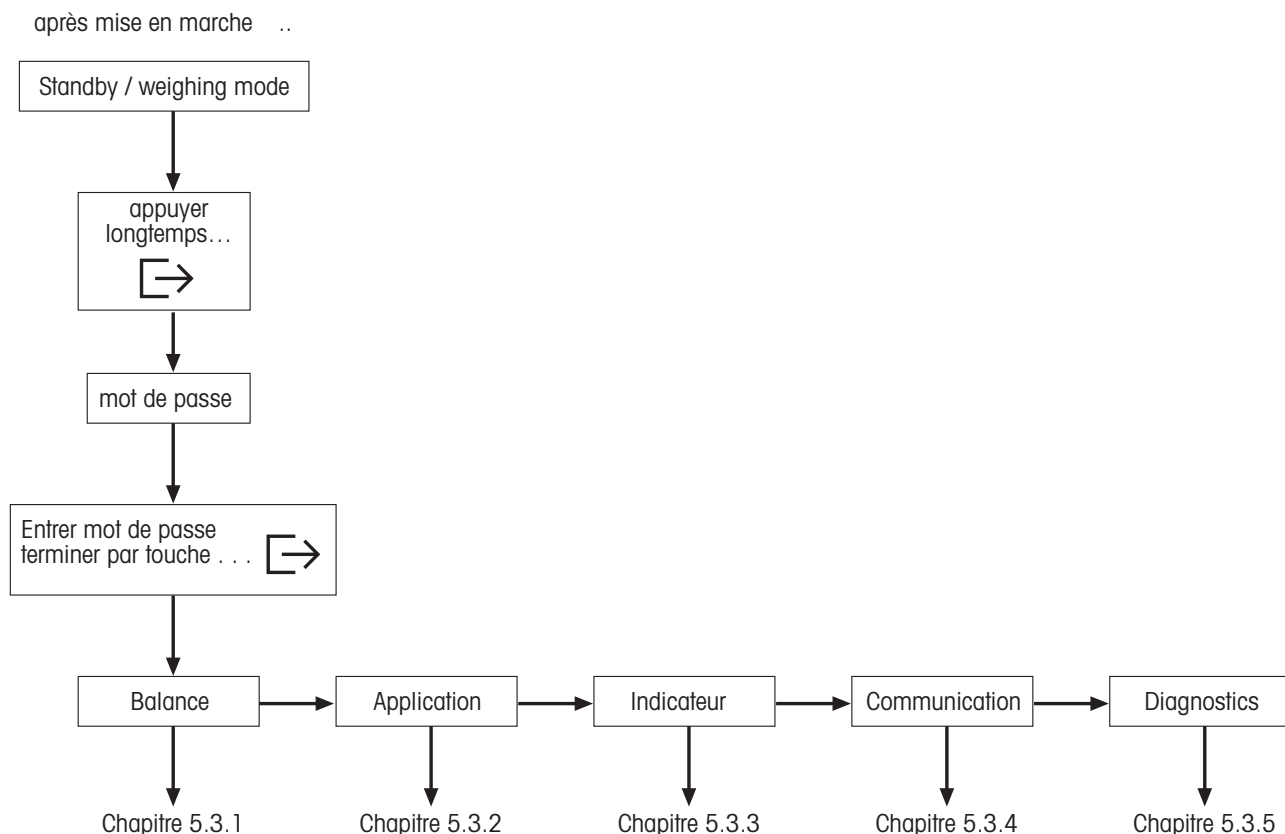 après mise en marche ..
Standby / weighing mode
appuyer
longtemps...
mot de passe
Entrer mot de passe
terminer par touche . . .
Balance
Application
Indicateur
Communication
Diagnostics
Chapitre 5.3.1
Chapitre 5.3.2
Chapitre 5.3.3
Chapitre 5.3.4
Chapitre 5.3.5